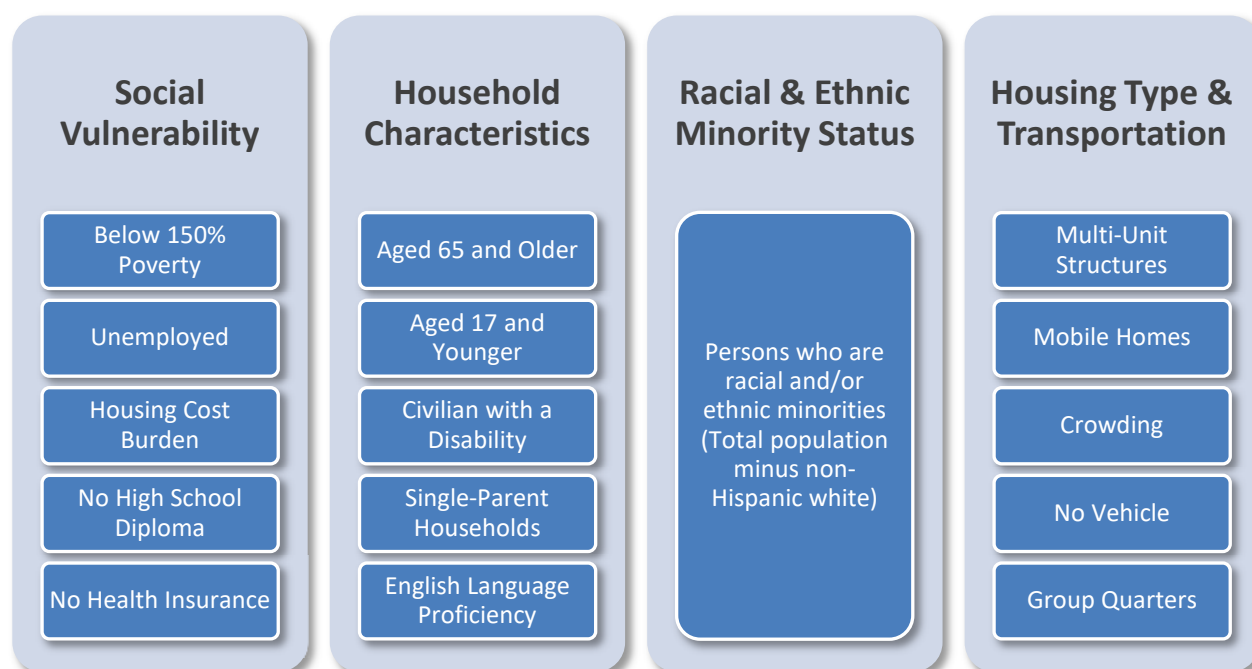 Social
Vulnerability
Below 150%
Poverty
Unemployed
Housing Cost
Burden
No High School
Diploma
No Health Insurance
Household
Characteristics
Aged 65 and Older
Aged 17 and
Younger
Civilian with a
Disability
Single-Parent
Households
English Language
Proficiency
Racial & Ethnic
Minority Status
Persons who are
racial and/or
ethnic minorities
(Total population
minus non-
Hispanic white)
Housing Type &
Transportation
Multi-Unit
Structures
Mobile Homes
Crowding
No Vehicle
Group Quarters